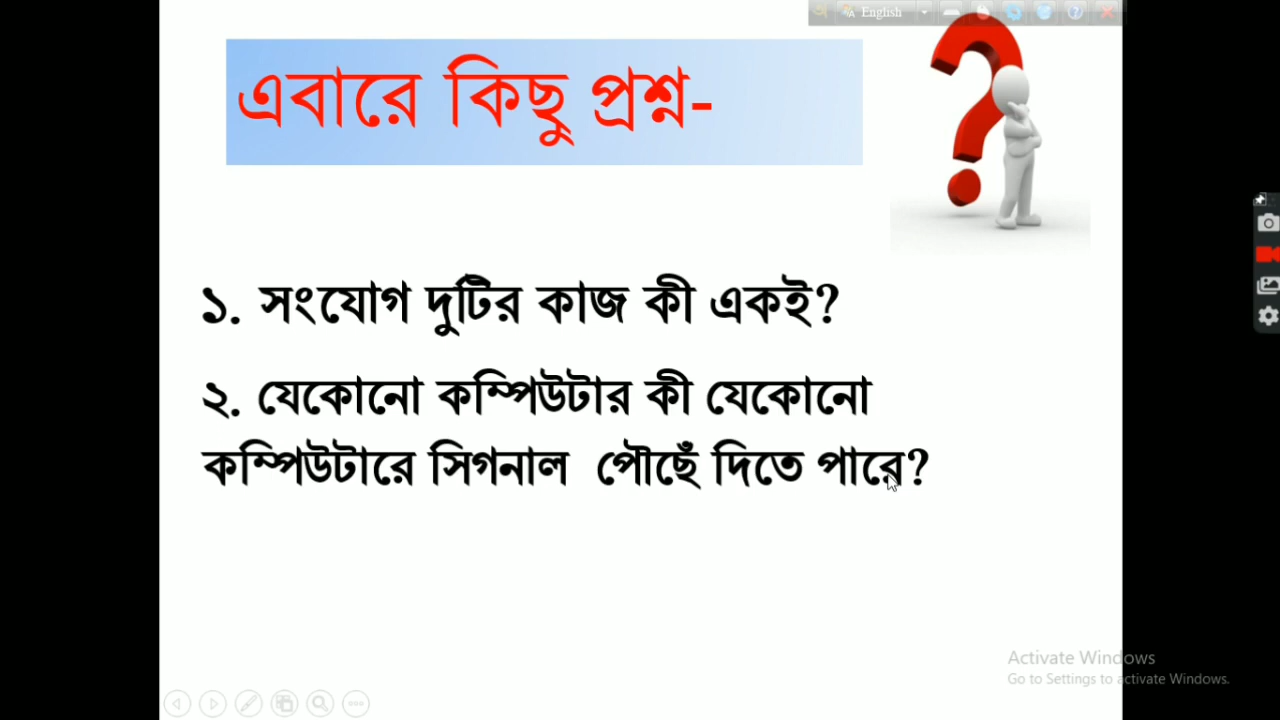 English
এবারে কিছু প্রশ্ন-
১. সংযোগ দুটির কাজ কী একই?
২. যেকোনো কম্পিউটার কী যেকোনো
কম্পিউটারে সিগনাল পৌছেঁ দিতে পারে?
Activate Windows
Go to Settings to activate Windows.